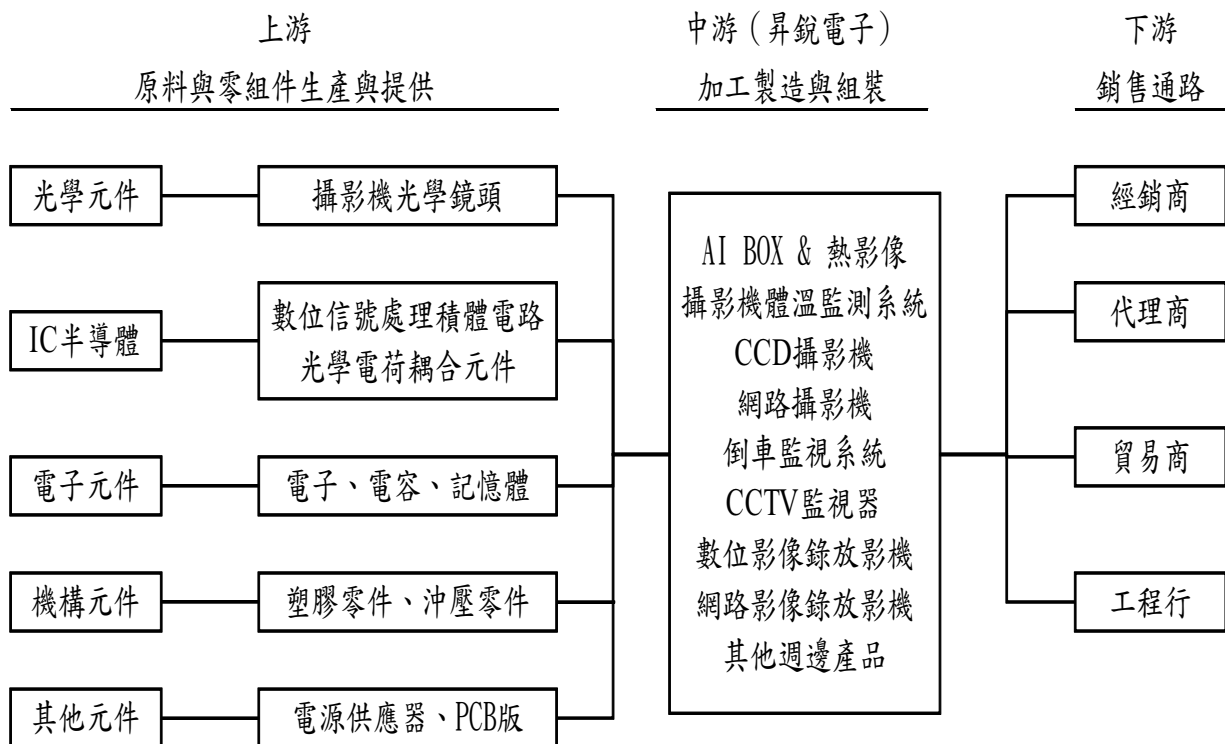 上游
原料與零組件生產與提供
中游（昇銳電子）
加工製造與組裝
下游
銷售通路
光學元件
攝影機光學鏡頭
IC半導體
數位信號處理積體電路
光學電荷耦合元件
電子元件
電子、電容、記憶體
機構元件
塑膠零件、沖壓零件
其他元件
電源供應器、PCB版
AI BOX & 熱影像
攝影機體溫監測系統
CCD攝影機
網路攝影機
倒車監視系統
CCTV監視器
數位影像錄放影機
網路影像錄放影機
其他週邊產品
經銷商
代理商
貿易商
工程行